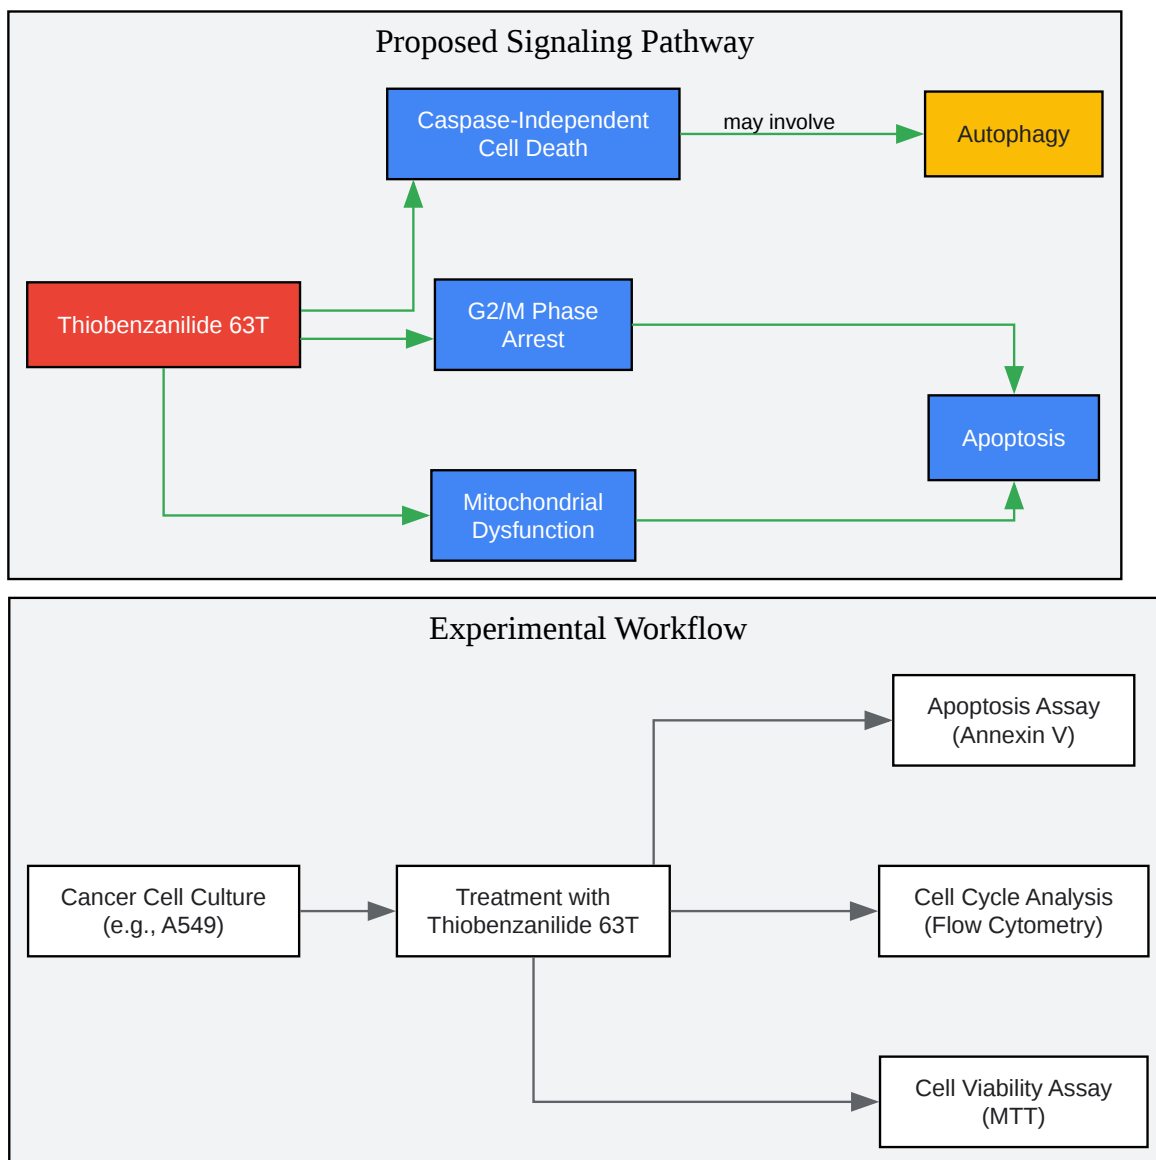 Proposed Signaling Pathway
Caspase-Independent
Cell Death
may involve
Autophagy
Thiobenzanilide 63T
G2/M Phase
Arrest
Apoptosis
Mitochondrial
Dysfunction
Experimental Workflow
Apoptosis Assay
(Annexin V)
Cancer Cell Culture
(e.g., A549)
Treatment with
Thiobenzanilide 63T
Cell Cycle Analysis
(Flow Cytometry)
Cell Viability Assay
(MTT)